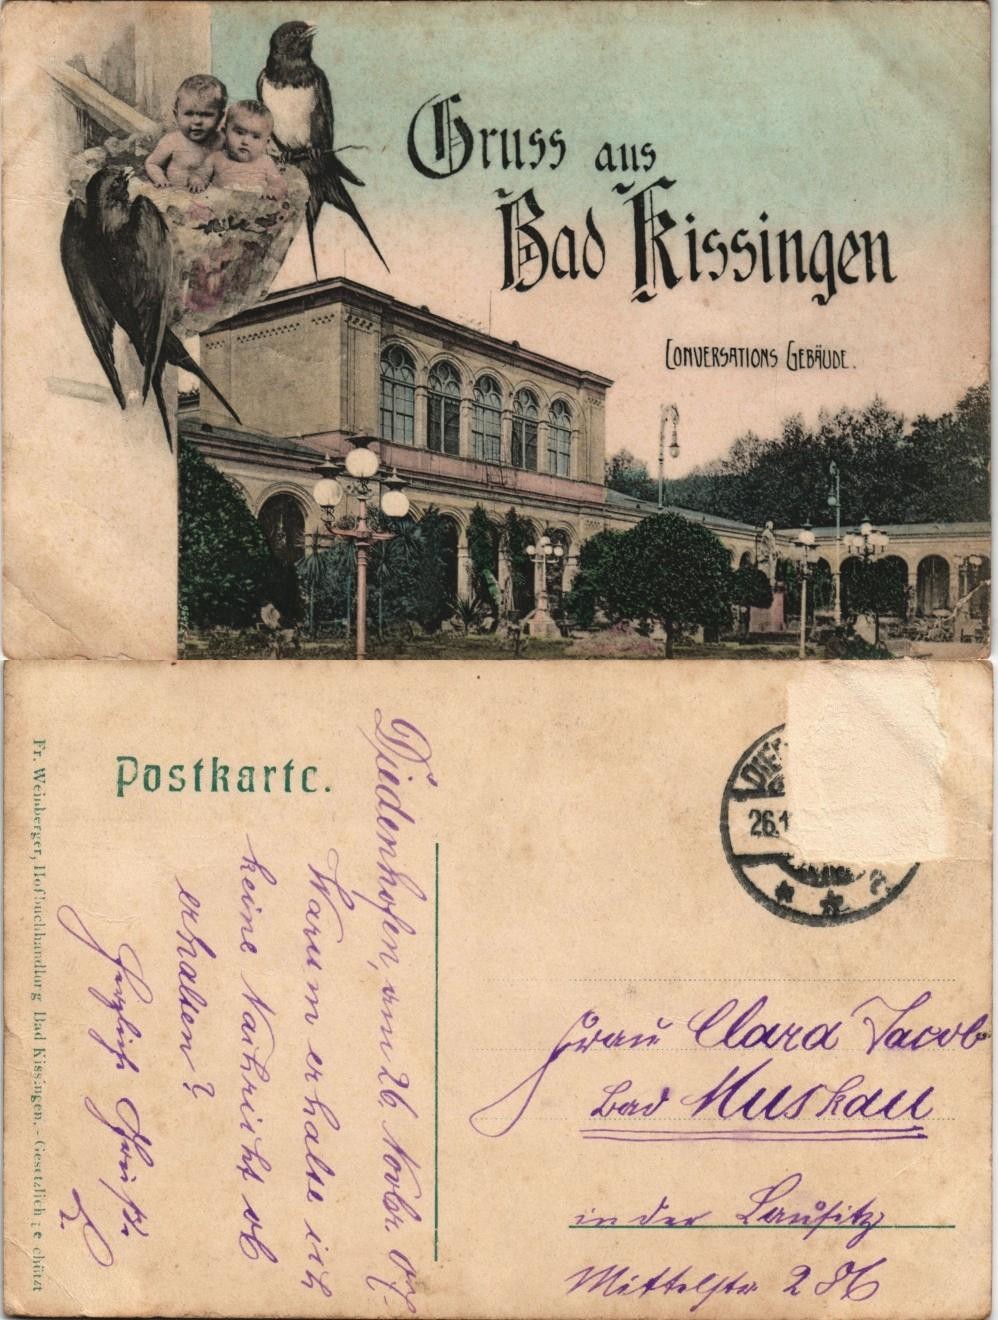 Gruss aus
Bad Kissingen
CONVERSATIONS GEBÄUDE.
Postkarte.
Fr. Weinberger, Hofbuchhandlung Bad Kissingen. - Gesetzlich geschützt
Diedenhofen, am 26. Novbr. 07.
Warum erhalte ich
keine Nachricht ob
erhalten?
Herzlich Grüße
26.1
Frau Clara Jacob
Bad Muskau
in der Lausitz
Mittelstr 286